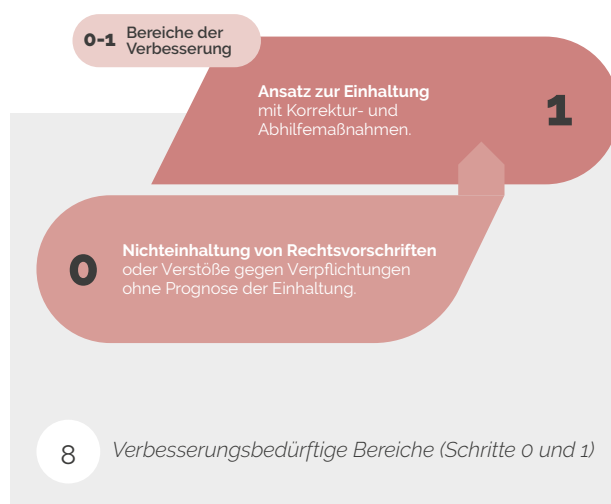 0-1 Bereiche der
Verbesserung
Ansatz zur Einhaltung
mit Korrektur- und
Abhilfemaßnahmen.
1
0
Nichteinhaltung von Rechtsvorschriften
oder Verstöße gegen Verpflichtungen
ohne Prognose der Einhaltung.
8 Verbesserungsbedürftige Bereiche (Schritte 0 und 1)